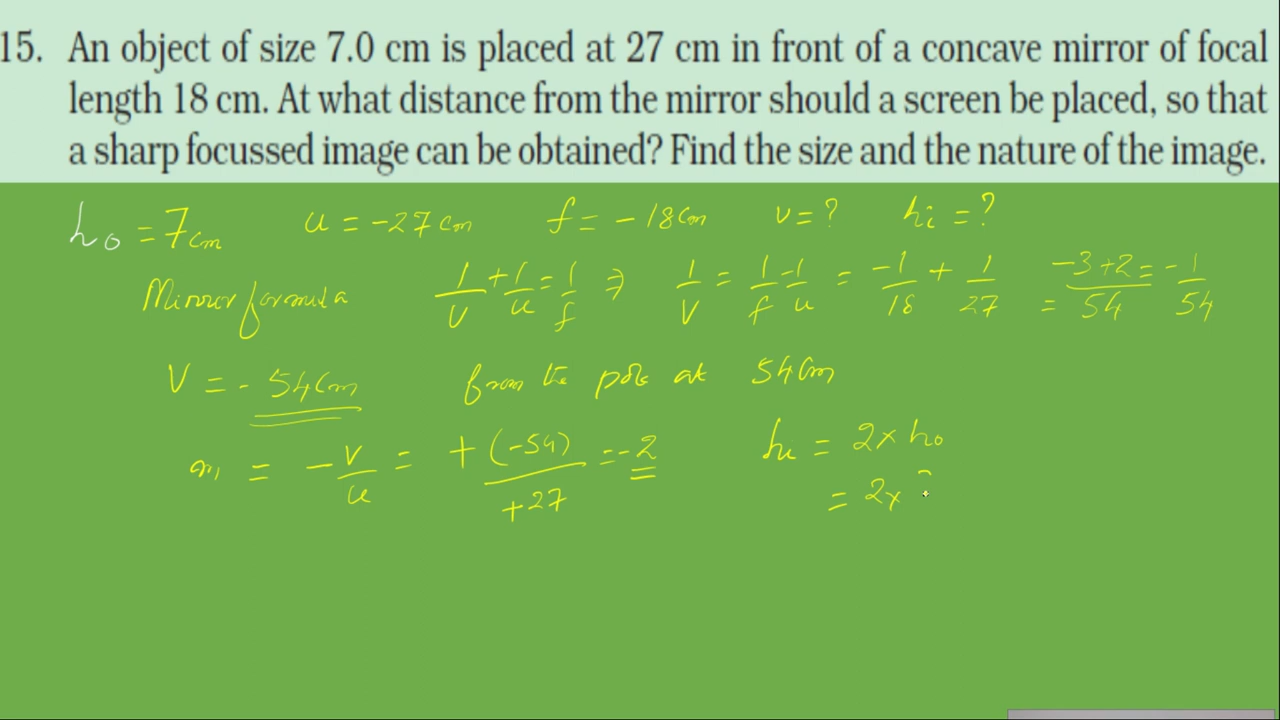 15. An object of size 7.0 cm is placed at 27 cm in front of a concave mirror of focal
length 18 cm. At what distance from the mirror should a screen be placed, so that
a sharp focussed image can be obtained? Find the size and the nature of the image.
h₀ = 7cm u = -27cm f = -18cm v = ? hi = ?
Mirror formula 1/v + 1/u = 1/f ⇒ 1/v = 1/f - 1/u = -1/18 + 1/27 = -3+2/54 = -1/54
V = -54cm from the pole at 54cm
m = -v/u = +(-54)/+27 = -2 hi = 2 x h₀
= 2x